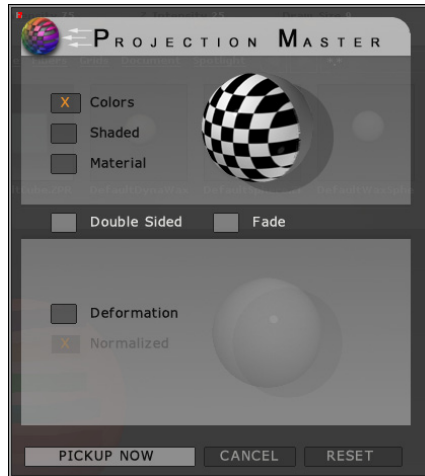 PROJECTION MASTER
X Colors
Shaded
Material
Double Sided Fade
Deformation
X Normalized
PICKUP NOW CANCEL RESET